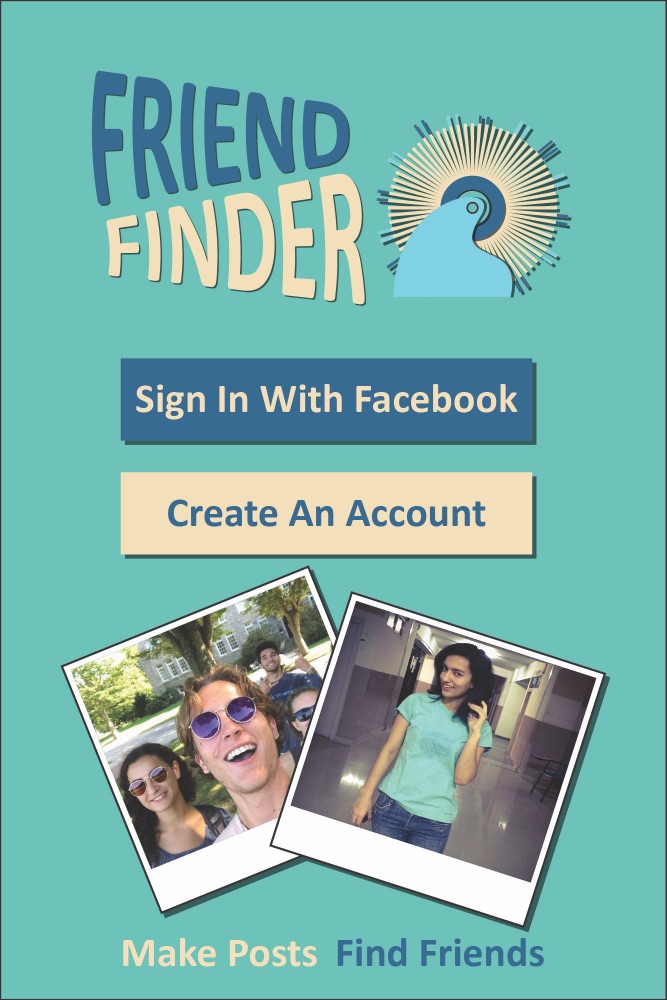 FRIEND
FINDER
Sign In With Facebook
Create An Account
Make Posts Find Friends